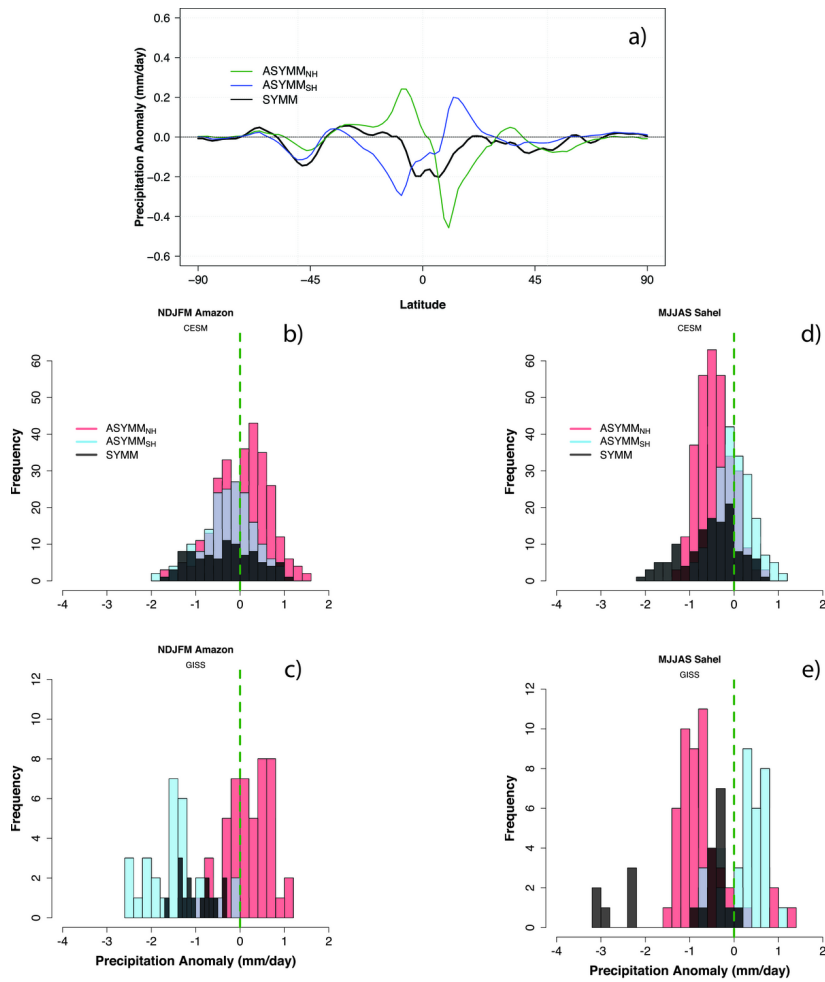 a)
ASYMMNH
ASYMMSH
SYMM
Precipitation Anomaly (mm/day)
0.6
0.4
0.2
0.0
−0.2
−0.4
−0.6
−90 −45 0 45 90
Latitude
NDJFM Amazon
CESM
b)
ASYMMNH
ASYMMSH
SYMM
Frequency
60
50
40
30
20
10
0
-4 -3 -2 -1 0 1 2
MJJAS Sahel
CESM
d)
ASYMMNH
ASYMMSH
SYMM
Frequency
60
50
40
30
20
10
0
-4 -3 -2 -1 0 1 2
NDJFM Amazon
GISS
c)
Frequency
12
10
8
6
4
2
0
-4 -3 -2 -1 0 1 2
Precipitation Anomaly (mm/day)
MJJAS Sahel
GISS
e)
Frequency
12
10
8
6
4
2
0
-4 -3 -2 -1 0 1 2
Precipitation Anomaly (mm/day)